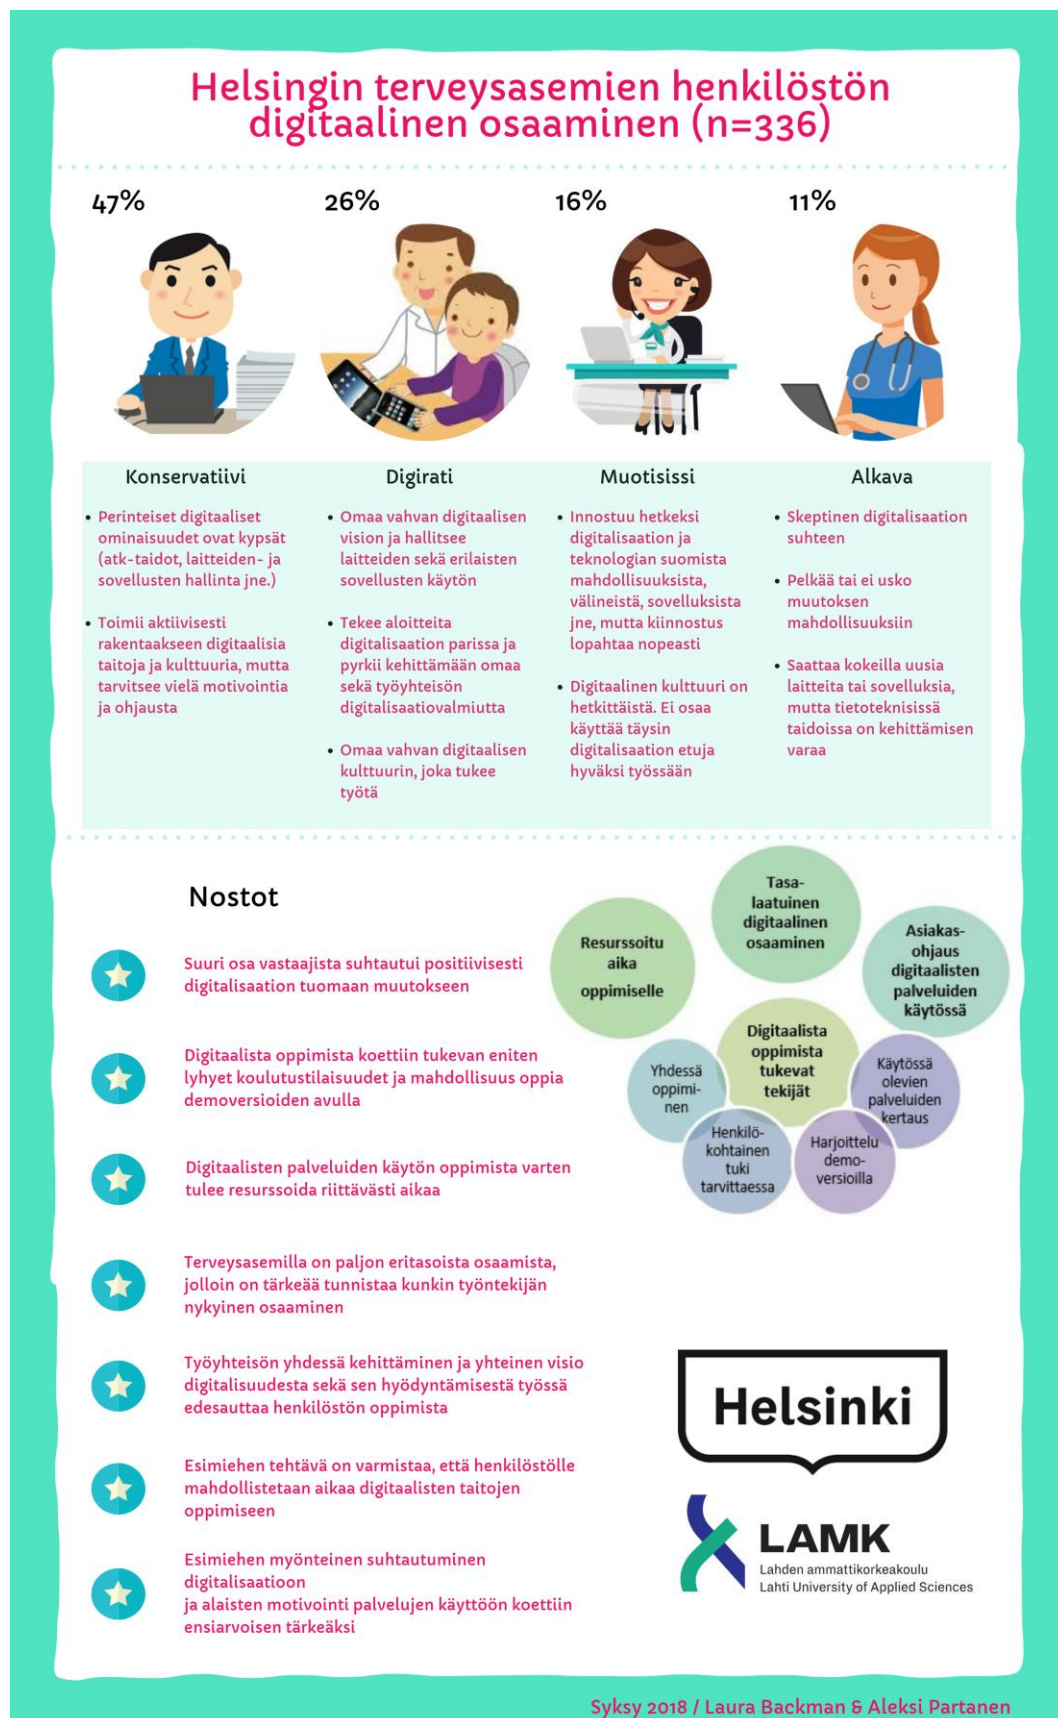 Helsingin terveysasemien henkilöstön
digitaalinen osaaminen (n=336)
47%
26%
16%
11%
Konservatiivi
• Perinteiset digitaaliset
ominaisuudet ovat kypsät
(atk-taidot, laitteiden- ja
sovellusten hallinta jne.)
• Toimii aktiivisesti
rakentaakseen digitaalisia
taitoja ja kulttuuria, mutta
tarvitsee vielä motivointia
ja ohjausta
Digirati
• Omaa vahvan digitaalisen
vision ja hallitsee
laitteiden sekä erilaisten
sovellusten käytön
• Tekee aloitteita
digitalisaation parissa ja
pyrkii kehittämään omaa
sekä työyhteisön
digitalisaatiovalmiutta
• Omaa vahvan digitaalisen
kulttuurin, joka tukee
työtä
Muotisissi
• Innostuu hetkeksi
digitalisaation ja
teknologian suomista
mahdollisuuksista,
välineistä, sovelluksista
jne, mutta kiinnostus
lopahtaa nopeasti
• Digitaalinen kulttuuri on
hetkittäistä. Ei osaa
käyttää täysin
digitalisaation etuja
hyväksi työssään
Alkava
• Skeptinen digitalisaation
suhteen
• Pelkää tai ei usko
muutoksen
mahdollisuuksiin
• Saattaa kokeilla uusia
laitteita tai sovelluksia,
mutta tietoteknisissä
taidoissa on kehittämisen
varaa
Nostot
Suuri osa vastaajista suhtautui positiivisesti
digitalisaation tuomaan muutokseen
Digitaalista oppimista koettiin tukevan eniten
lyhyet koulutustilaisuudet ja mahdollisuus oppia
demoversioiden avulla
Digitaalisten palveluiden käytön oppimista varten
tulee resurssoida riittävästi aikaa
Terveysasemilla on paljon eritasoista osaamista,
jolloin on tärkeää tunnistaa kunkin työntekijän
nykyinen osaaminen
Työyhteisön yhdessä kehittäminen ja yhteinen visio
digitalisuudesta sekä sen hyödyntämisestä työssä
edesauttaa henkilöstön oppimista
Esimiehen tehtävä on varmistaa, että henkilöstölle
mahdollistetaan aikaa digitaalisten taitojen
oppimiseen
Esimiehen myönteinen suhtautuminen
digitalisaatioon
ja alaisten motivointi palvelujen käyttöön koettiin
ensiarvoisen tärkeäksi
Resurssoitu
aika
oppimiselle
Tasa-
laatuinen
digitaalinen
osaaminen
Asiakas-
ohjaus
digitaalisten
palveluiden
käytössä
Digitaalista
oppimista
tukevat
tekijät
Yhdessä
oppimi-
nen
Henkilö-
kohtainen
tuki
tarvittaessa
Harjoittelu
demo-
versioilla
Käytössä
olevien
palveluiden
kertaus
Helsinki
LAMK
Lahden ammattikorkeakoulu
Lahti University of Applied Sciences
Syksy 2018 / Laura Backman & Aleksi Partanen